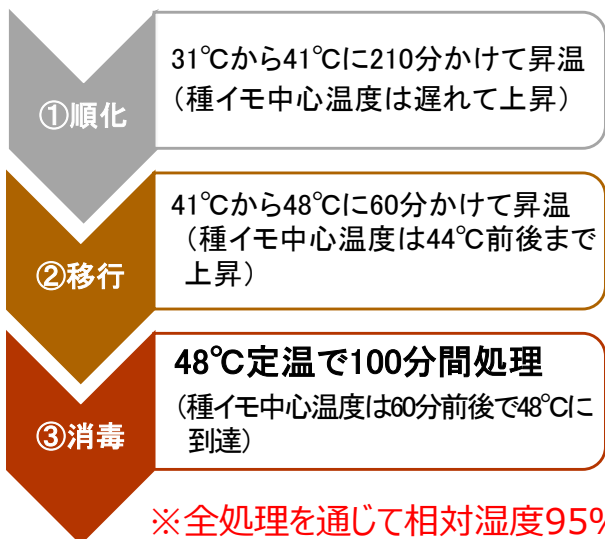 ①順化
31℃から41℃に210分かけて昇温
（種イモ中心温度は遅れて上昇）
②移行
41℃から48℃に60分かけて昇温
（種イモ中心温度は44℃前後まで
上昇）
③消毒
48℃定温で100分間処理
（種イモ中心温度は60分前後で48℃に
到達）
※全処理を通じて相対湿度95%